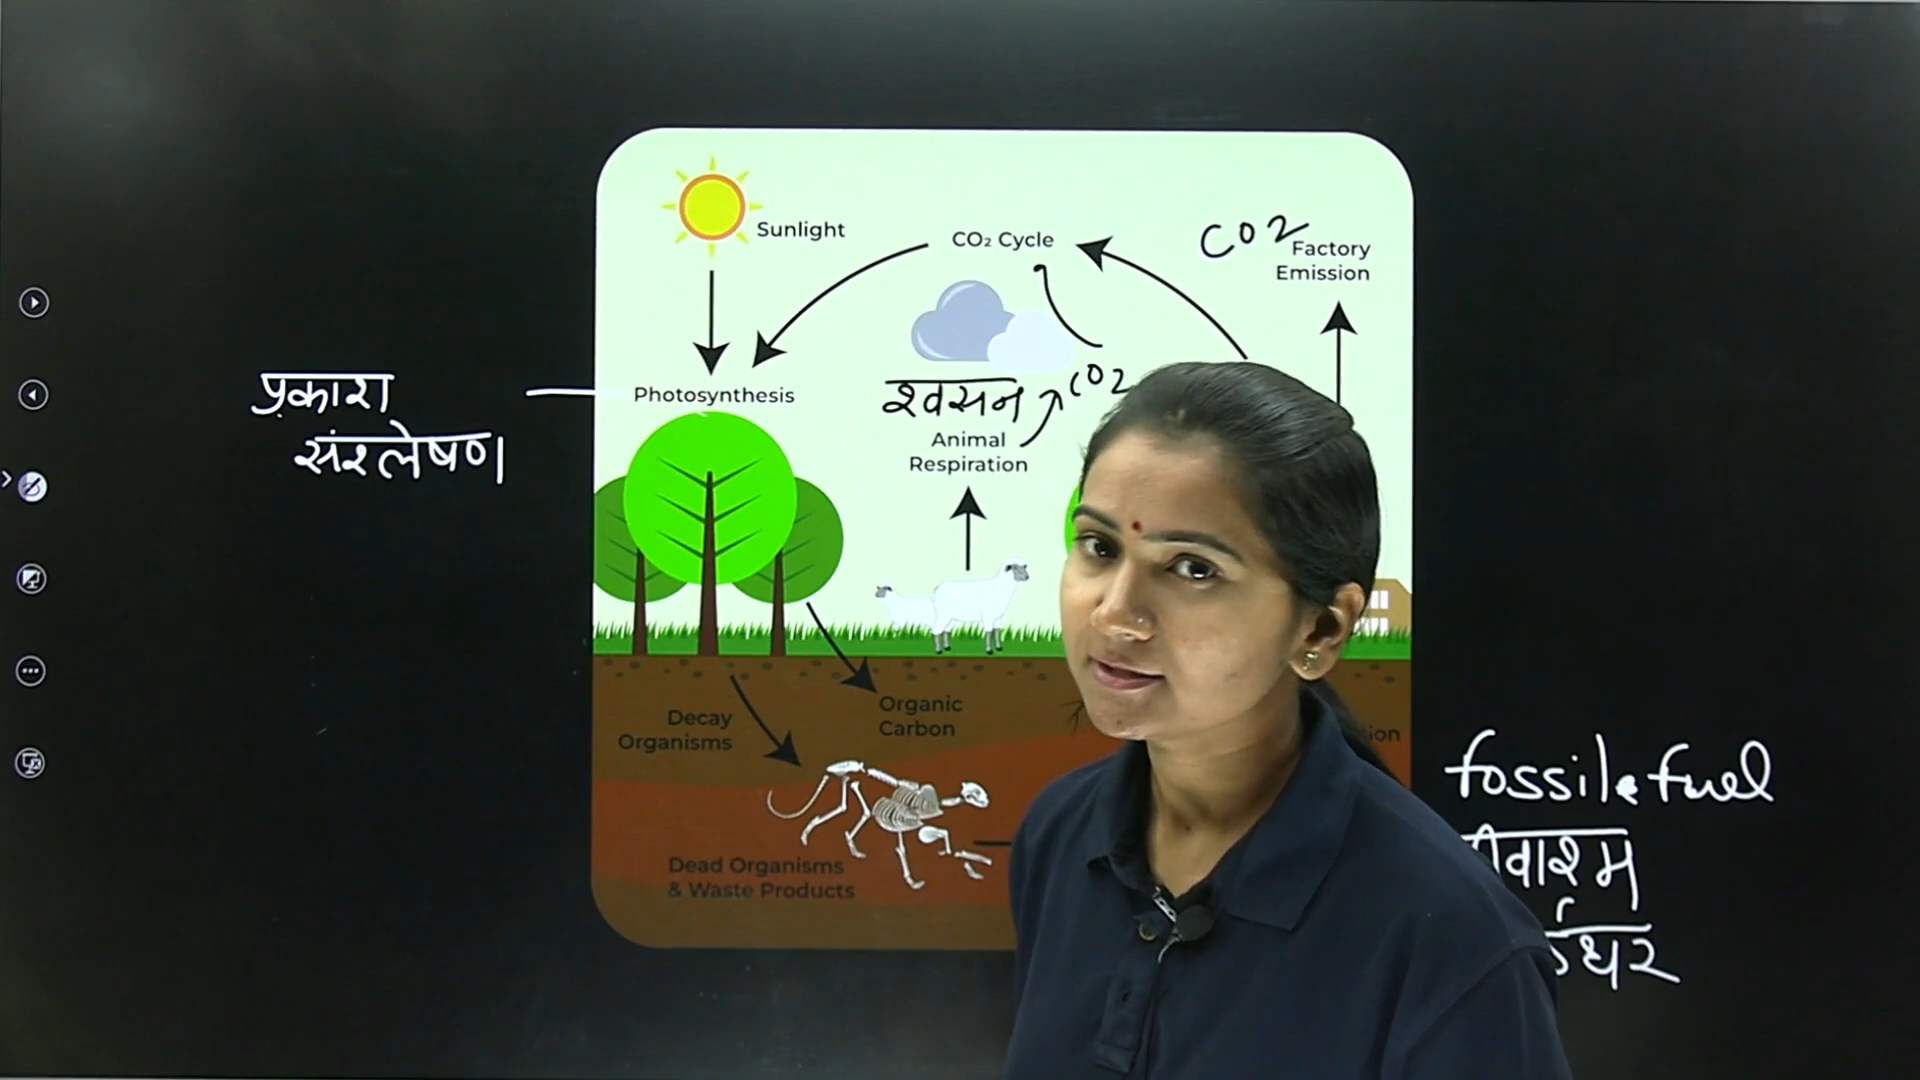 Sunlight
CO₂ Cycle
CO2
Factory
Emission
प्रकाश
संश्लेषण
Photosynthesis
श्वसन
CO2
Animal
Respiration
Organic
Carbon
Decay
Organisms
fossile fuel
Dead Organisms
& Waste Products